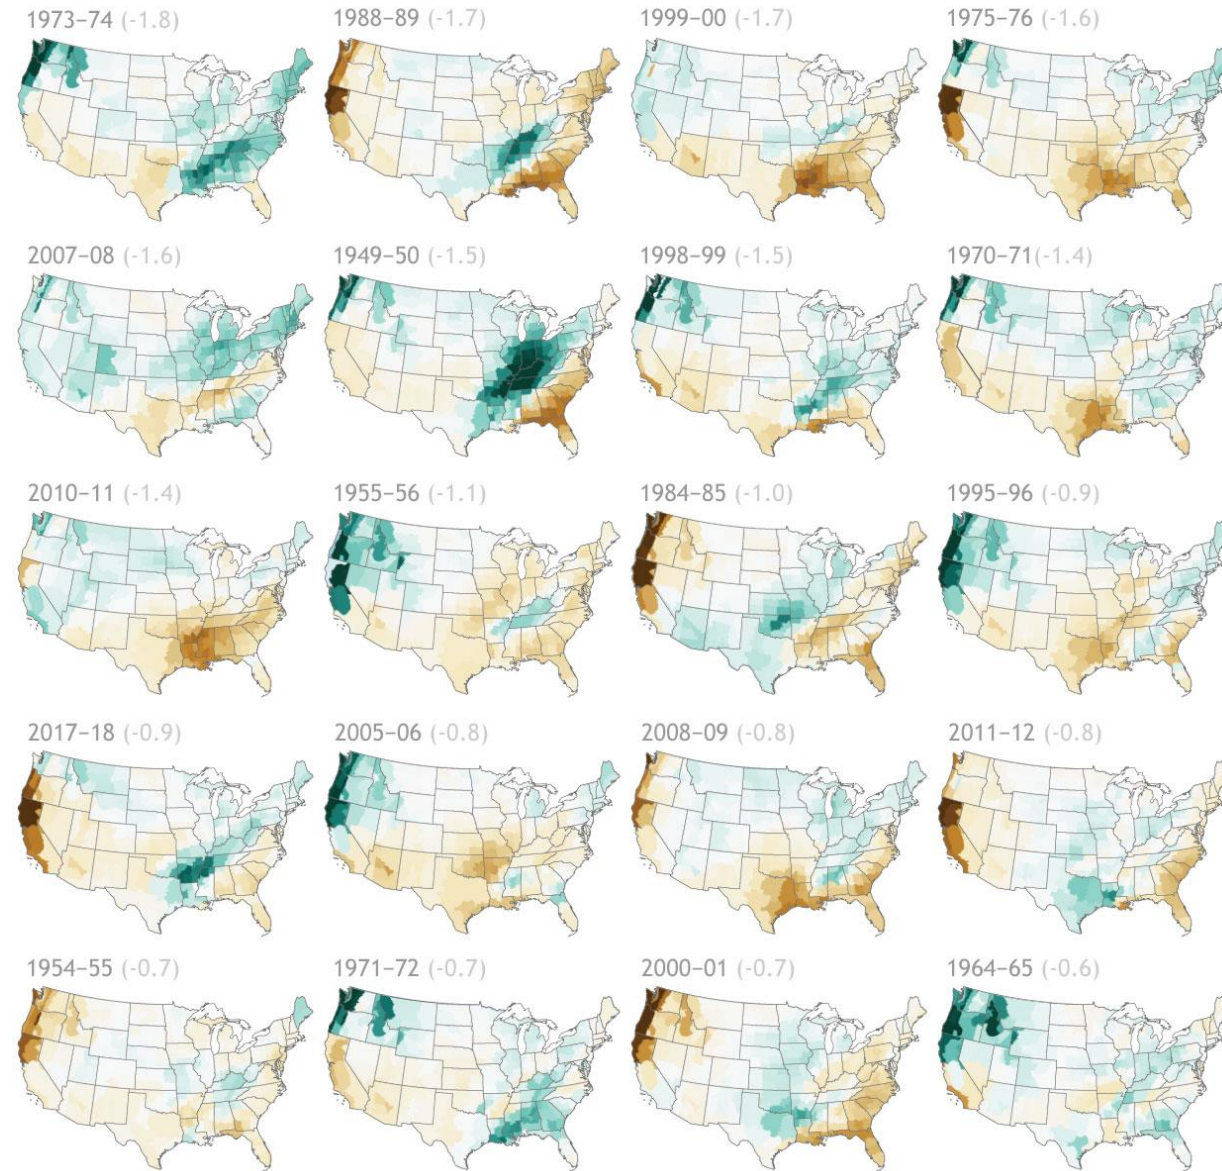 1973–74 (-1.8) 1988–89 (-1.7) 1999–00 (-1.7) 1975–76 (-1.6)
2007–08 (-1.6) 1949–50 (-1.5) 1998–99 (-1.5) 1970–71(-1.4)
2010–11 (-1.4) 1955–56 (-1.1) 1984–85 (-1.0) 1995–96 (-0.9)
2017–18 (-0.9) 2005–06 (-0.8) 2008–09 (-0.8) 2011–12 (-0.8)
1954–55 (-0.7) 1971–72 (-0.7) 2000–01 (-0.7) 1964–65 (-0.6)